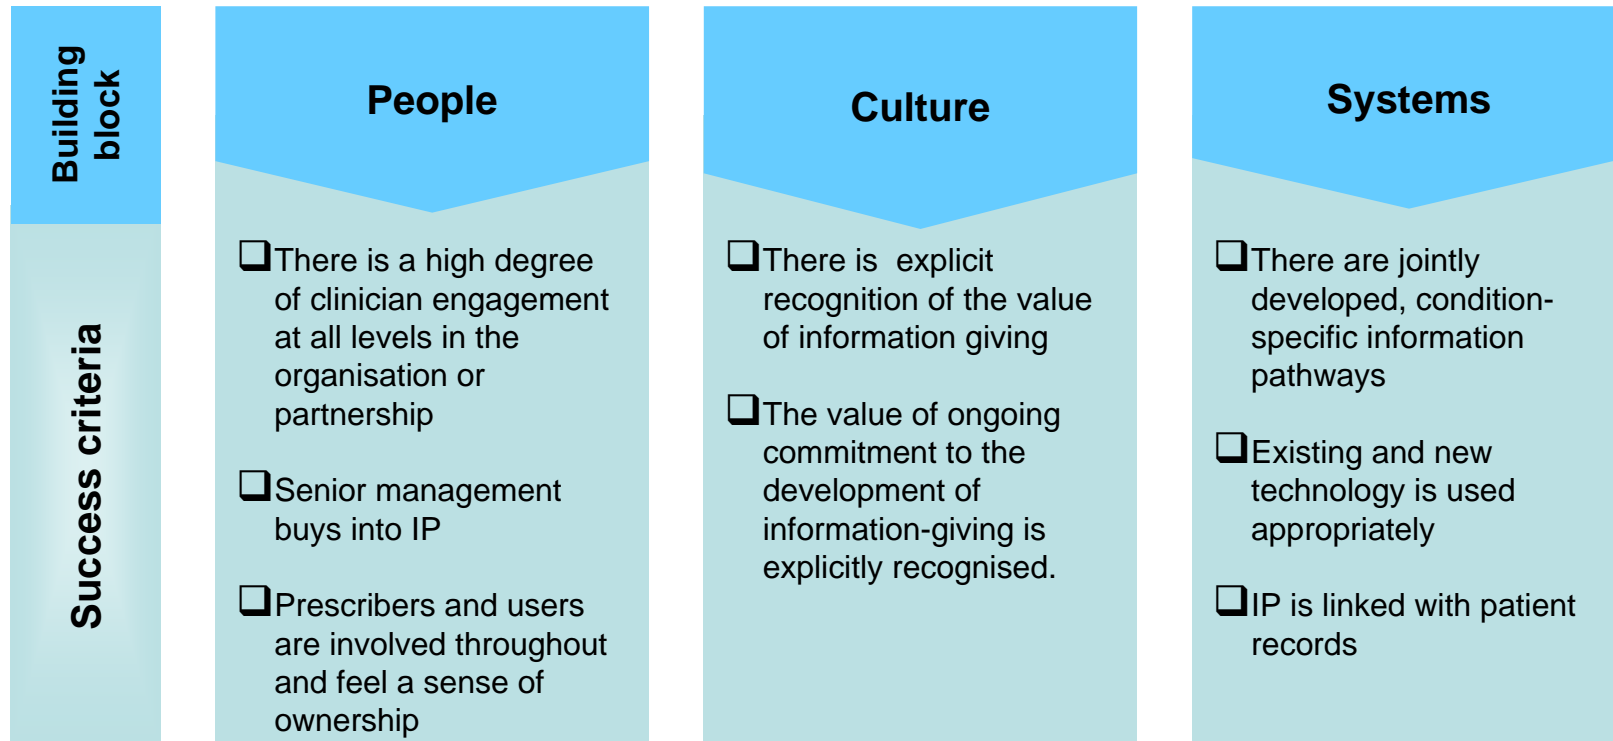 Building
block
People
Culture
Systems
Success criteria
❑There is a high degree
of clinician engagement
at all levels in the
organisation or
partnership
❑Senior management
buys into IP
❑Prescribers and users
are involved throughout
and feel a sense of
ownership
❑There is  explicit
recognition of the value
of information giving
❑The value of ongoing
commitment to the
development of
information-giving is
explicitly recognised.
❑There are jointly
developed, condition-
specific information
pathways
❑Existing and new
technology is used
appropriately
❑IP is linked with patient
records